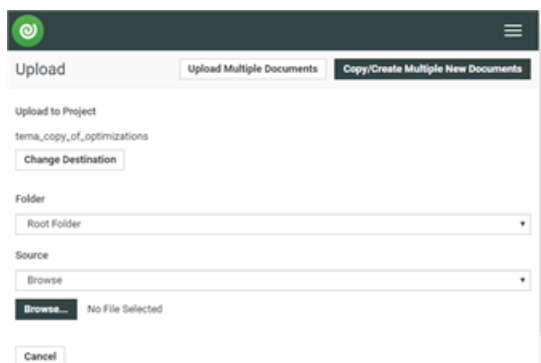 Upload
Upload Multiple Documents
Copy/Create Multiple New Documents
Upload to Project
tema_copy_of_optimizations
Change Destination
Folder
Root Folder
Source
Browse
Browse... No File Selected
Cancel